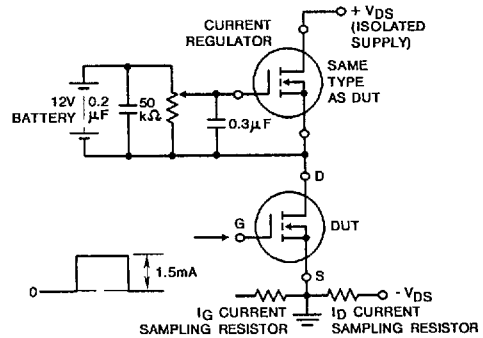 + VDS
(ISOLATED
SUPPLY)
CURRENT
REGULATOR
SAME
TYPE
AS DUT
12V
BATTERY
0.2
μF
50
kΩ
0.3μF
D
G
DUT
1.5mA
0
S
- VDS
IG CURRENT
SAMPLING RESISTOR
ID CURRENT
SAMPLING RESISTOR